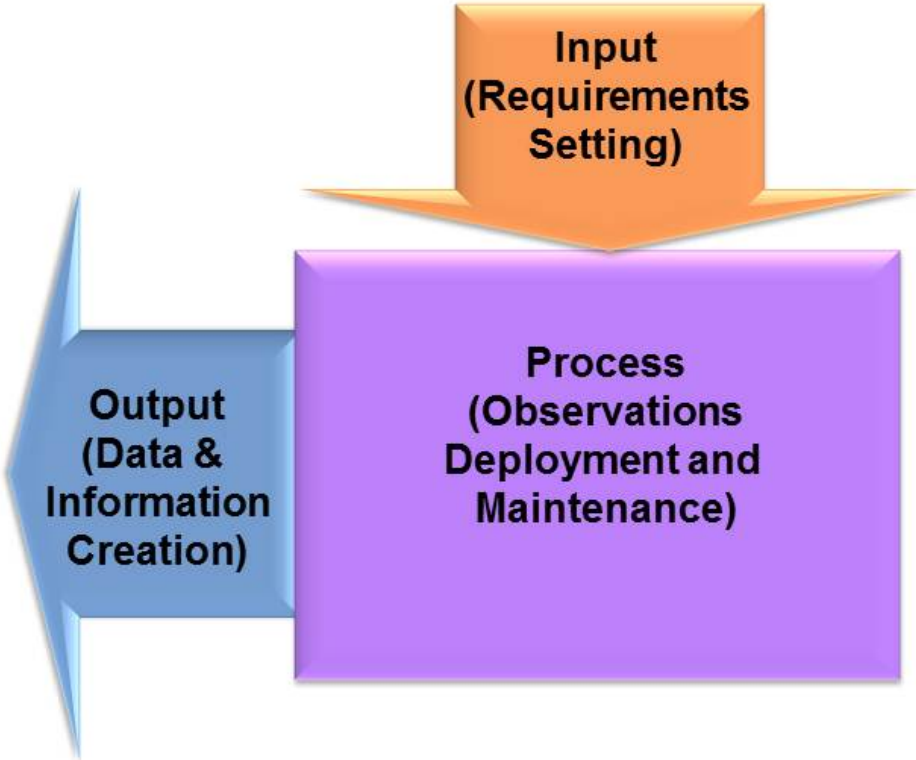 Input
(Requirements
Setting)
Process
(Observations
Deployment and
Maintenance)
Output
(Data &
Information
Creation)